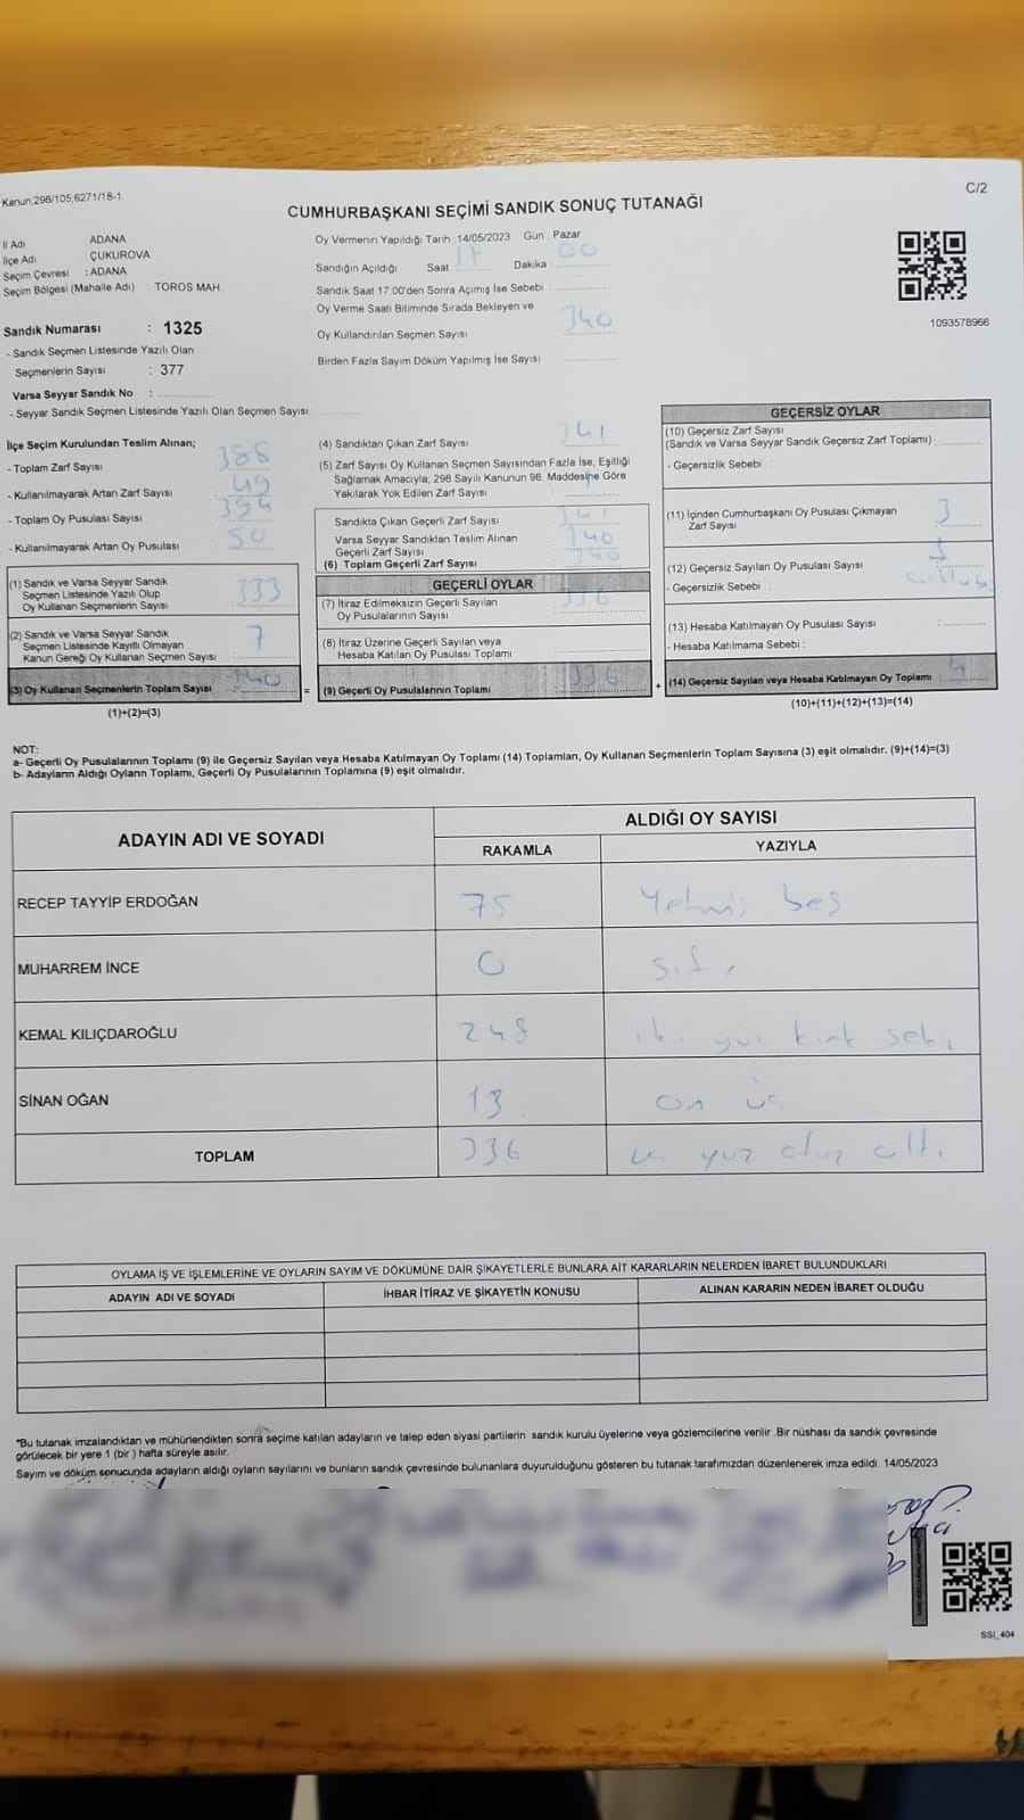 Kanun;298/105;6271/18-1
C/2
CUMHURBAŞKANI SEÇİMİ SANDIK SONUÇ TUTANAĞI
İl Adı ADANA
İlçe Adı ÇUKUROVA
Seçim Çevresi : ADANA
Seçim Bölgesi (Mahalle Adı) TOROS MAH.
Sandık Numarası : 1325
- Sandık Seçmen Listesinde Yazılı Olan
Seçmenlerin Sayısı : 377
Varsa Seyyar Sandık No :
- Seyyar Sandık Seçmen Listesinde Yazılı Olan Seçmen Sayısı
Oy Vermenin Yapıldığı Tarih 14/05/2023 Gün : Pazar
Sandığın Açıldığı Saat 17 Dakika 00
Sandık Saat 17:00'den Sonra Açılmış İse Sebebi :
Oy Verme Saati Bitiminde Sırada Bekleyen ve
Oy Kullandırılan Seçmen Sayısı 340
Birden Fazla Sayım Döküm Yapılmış İse Sayısı :
1093578966
İlçe Seçim Kurulundan Teslim Alınan;
- Toplam Zarf Sayısı 388
- Kullanılmayarak Artan Zarf Sayısı 49
- Toplam Oy Pusulası Sayısı 394
- Kullanılmayarak Artan Oy Pusulası 50
(1) Sandık ve Varsa Seyyar Sandık
Seçmen Listesinde Yazılı Olup
Oy Kullanan Seçmenlerin Sayısı 333
(2) Sandık ve Varsa Seyyar Sandık
Seçmen Listesinde Kayıtlı Olmayan
Kanun Gereği Oy Kullanan Seçmen Sayısı 7
(3) Oy Kullanan Seçmenlerin Toplam Sayısı 340 =
(1)+(2)=(3)
(4) Sandıktan Çıkan Zarf Sayısı 341
(5) Zarf Sayısı Oy Kullanan Seçmen Sayısından Fazla İse, Eşitliği
Sağlamak Amacıyla; 298 Sayılı Kanunun 98. Maddesine Göre
Yakılarak Yok Edilen Zarf Sayısı
Sandıkta Çıkan Geçerli Zarf Sayısı 341
Varsa Seyyar Sandıktan Teslim Alınan
Geçerli Zarf Sayısı 340
(6) Toplam Geçerli Zarf Sayısı 340
GEÇERLİ OYLAR
(7) İtiraz Edilmeksizin Geçerli Sayılan
Oy Pusulalarının Sayısı 336
(8) İtiraz Üzerine Geçerli Sayılan veya
Hesaba Katılan Oy Pusulası Toplamı
(9) Geçerli Oy Pusulalarının Toplamı 336 +
GEÇERSİZ OYLAR
(10) Geçersiz Zarf Sayısı
(Sandık ve Varsa Seyyar Sandık Geçersiz Zarf Toplamı) :
- Geçersizlik Sebebi :
(11) İçinden Cumhurbaşkanı Oy Pusulası Çıkmayan
Zarf Sayısı 3
(12) Geçersiz Sayılan Oy Pusulası Sayısı
- Geçersizlik Sebebi :
(13) Hesaba Katılmayan Oy Pusulası Sayısı :
- Hesaba Katılmama Sebebi :
(14) Geçersiz Sayılan veya Hesaba Katılmayan Oy Toplamı 4
(10)+(11)+(12)+(13)=(14)
NOT:
a- Geçerli Oy Pusulalarının Toplamı (9) ile Geçersiz Sayılan veya Hesaba Katılmayan Oy Toplamı (14) Toplamları, Oy Kullanan Seçmenlerin Toplam Sayısına (3) eşit olmalıdır. (9)+(14)=(3)
b- Adayların Aldığı Oyların Toplamı, Geçerli Oy Pusulalarının Toplamına (9) eşit olmalıdır.
ADAYIN ADI VE SOYADI
ALDIĞI OY SAYISI
RAKAMLA YAZIYLA
RECEP TAYYİP ERDOĞAN 75 Yetmiş beş
MUHARREM İNCE 0 sıfır
KEMAL KILIÇDAROĞLU 248 iki yüz kırk seki
SİNAN OĞAN 13 on üç
TOPLAM 336 üç yüz otuz altı
OYLAMA İŞ VE İŞLEMLERİNE VE OYLARIN SAYIM VE DÖKÜMÜNE DAİR ŞİKAYETLERLE BUNLARA AİT KARARLARIN NELERDEN İBARET BULUNDUKLARI
ADAYIN ADI VE SOYADI İHBAR İTİRAZ VE ŞİKAYETİN KONUSU ALINAN KARARIN NEDEN İBARET OLDUĞU
*Bu tutanak imzalandıktan ve mühürlendikten sonra seçime katılan adayların ve talep eden siyasi partilerin sandık kurulu üyelerine veya gözlemcilerine verilir. Bir nüshası da sandık çevresinde
görülecek bir yere 1 (bir) hafta süreyle asılır.
Sayım ve döküm sonucunda adayların aldığı oyların sayılarını ve bunların sandık çevresinde bulunanlara duyurulduğunu gösteren bu tutanak tarafımızdan düzenlenerek imza edildi. 14/05/2023
SSI_404